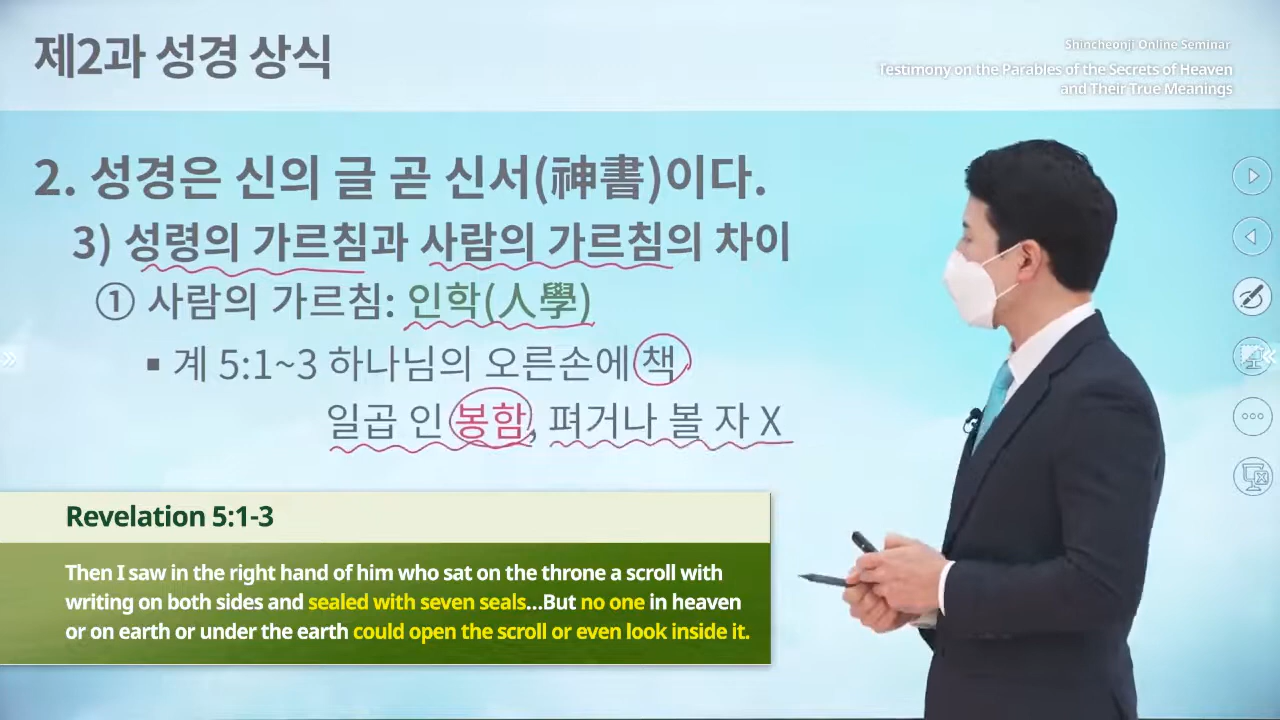 제2과 성경 상식
Shincheonji Online Seminar
Testimony on the Parables of the Secrets of Heaven
and Their True Meanings
2. 성경은 신의 글 곧 신서(神書)이다.
3) 성령의 가르침과 사람의 가르침의 차이
① 사람의 가르침: 인학(人學)
▪ 계 5:1~3 하나님의 오른손에 책
일곱 인 봉함, 펴거나 볼 자 X
Revelation 5:1-3
Then I saw in the right hand of him who sat on the throne a scroll with
writing on both sides and sealed with seven seals...But no one in heaven
or on earth or under the earth could open the scroll or even look inside it.